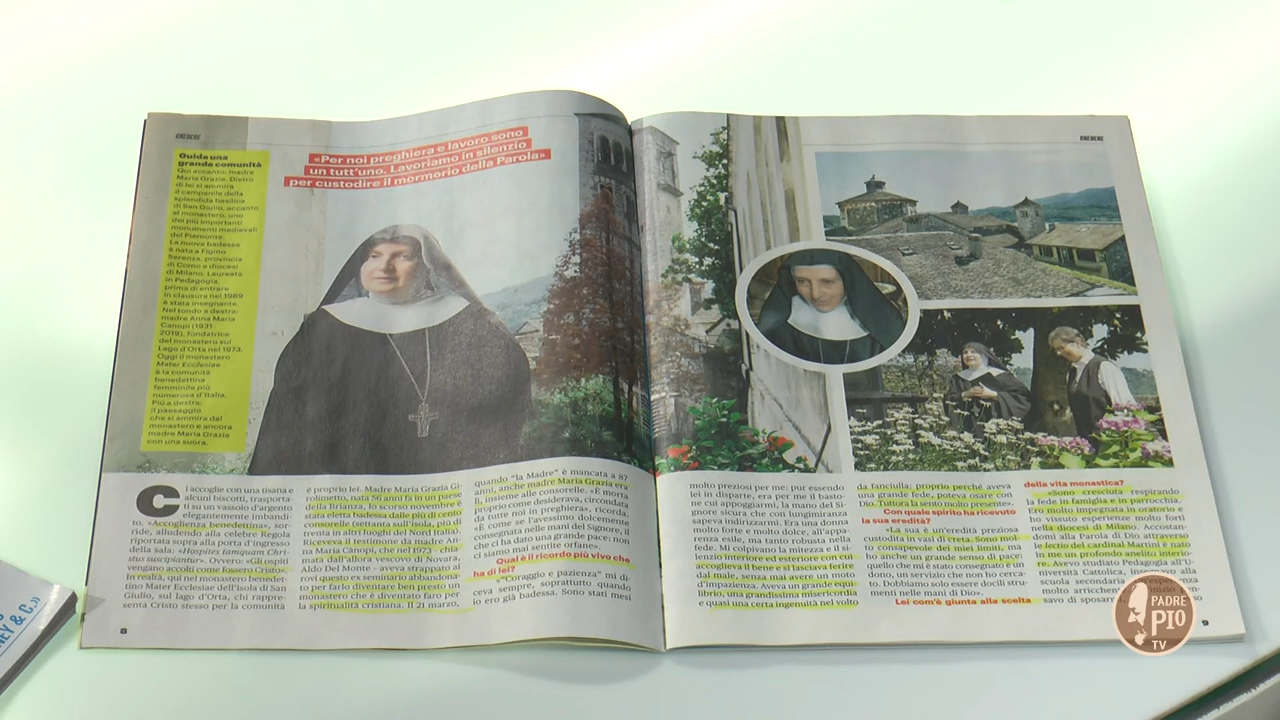 CREDERE
CREDERE
Guida una
grande comunità
Qui accanto: madre
Maria Grazia. Dietro
di lei si ammira
il campanile della
splendida basilica
di San Giulio, accanto
al monastero, uno
dei più importanti
monumenti medievali
del Piemonte.
La nuova badessa
è nata a Figino
Serenza, provincia
di Como e diocesi
di Milano. Laureata
in Pedagogia,
prima di entrare
in clausura nel 1989
è stata insegnante.
Nel tondo a destra:
madre Anna Maria
Cànopi (1931-
2019), fondatrice
del monastero sul
Lago d'Orta nel 1973.
Oggi il monastero
Mater Ecclesiae
è la comunità
benedettina
femminile più
numerosa d'Italia.
Più a destra:
il paesaggio
che si ammira dal
monastero e ancora
madre Maria Grazia
con una suora.
«Per noi preghiera e lavoro sono
un tutt'uno. Lavoriamo in silenzio
per custodire il mormorio della Parola»
Ci accoglie con una tisana e
alcuni biscotti, trasporta-
ti su un vassoio d'argento
elegantemente imbandi-
to. «Accoglienza benedettina», sor-
ride, alludendo alla celebre Regola
riportata sopra alla porta d'ingresso
della sala: «Hospites tamquam Chri-
stus suscipiantur». Ovvero: «Gli ospiti
vengano accolti come fossero Cristo».
In realtà, qui nel monastero benedet-
tino Mater Ecclesiae dell'isola di San
Giulio, sul lago d'Orta, chi rappre-
senta Cristo stesso per la comunità
è proprio lei. Madre Maria Grazia Gi-
rolimetto, nata 56 anni fa in un paese
della Brianza, lo scorso novembre è
stata eletta badessa dalle più di cento
consorelle (settanta sull'isola, più di
trenta in altri luoghi del Nord Italia).
Riceveva il testimone da madre An-
na Maria Cànopi, che nel 1973 - chia-
mata dall'allora vescovo di Novara,
Aldo Del Monte - aveva strappato ai
rovi questo ex seminario abbandona-
to per farlo diventare ben presto un
monastero che è diventato faro per
la spiritualità cristiana. Il 21 marzo,
quando "la Madre" è mancata a 87
anni, anche madre Maria Grazia era
lì, insieme alle consorelle. «È morta
proprio come desiderava, circondata
da tutte noi in preghiera», ricorda,
«È come se l'avessimo dolcemente
consegnata nelle mani del Signore, il
che ci ha dato una grande pace: non
ci siamo mai sentite orfane».
Qual è il ricordo più vivo che
ha di lei?
«"Coraggio e pazienza" mi di-
ceva sempre, soprattutto quando
io ero già badessa. Sono stati mesi
molto preziosi per me: pur essendo
lei in disparte, era per me il basto-
ne cui appoggiarmi, la mano del Si-
gnore sicura che con lungimiranza
sapeva indirizzarmi. Era una donna
molto forte e molto dolce, all'appa-
renza esile, ma tanto robusta nella
fede. Mi colpivano la mitezza e il si-
lenzio interiore ed esteriore con cui
accoglieva il bene e si lasciava ferire
dal male, senza mai avere un moto
d'impazienza. Aveva un grande equi-
librio, una grandissima misericordia
e quasi una certa ingenuità nel volto
da fanciulla: proprio perché aveva
una grande fede, poteva osare con
Dio. Tuttora la sento molto presente».
Con quale spirito ha ricevuto
la sua eredità?
«La sua è un'eredità preziosa
custodita in vasi di creta. Sono mol-
to consapevole dei miei limiti, ma
ho anche un grande senso di pace:
quello che mi è stato consegnato è un
dono, un servizio che non ho cerca-
to. Dobbiamo solo essere docili stru-
menti nelle mani di Dio».
Lei com'è giunta alla scelta
della vita monastica?
«Sono cresciuta respirando
la fede in famiglia e in parrocchia.
Ero molto impegnata in oratorio e
ho vissuto esperienze molto forti
nella diocesi di Milano. Accostan-
domi alla Parola di Dio attraverso
le lectio del cardinal Martini è nato
in me un profondo anelito interio-
re. Avevo studiato Pedagogia all'U-
niversità Cattolica, insegnavo alla
scuola secondaria
molto arricchente
savo di sposar
8
9
PADRE
PIO
TV
NEY & C.»